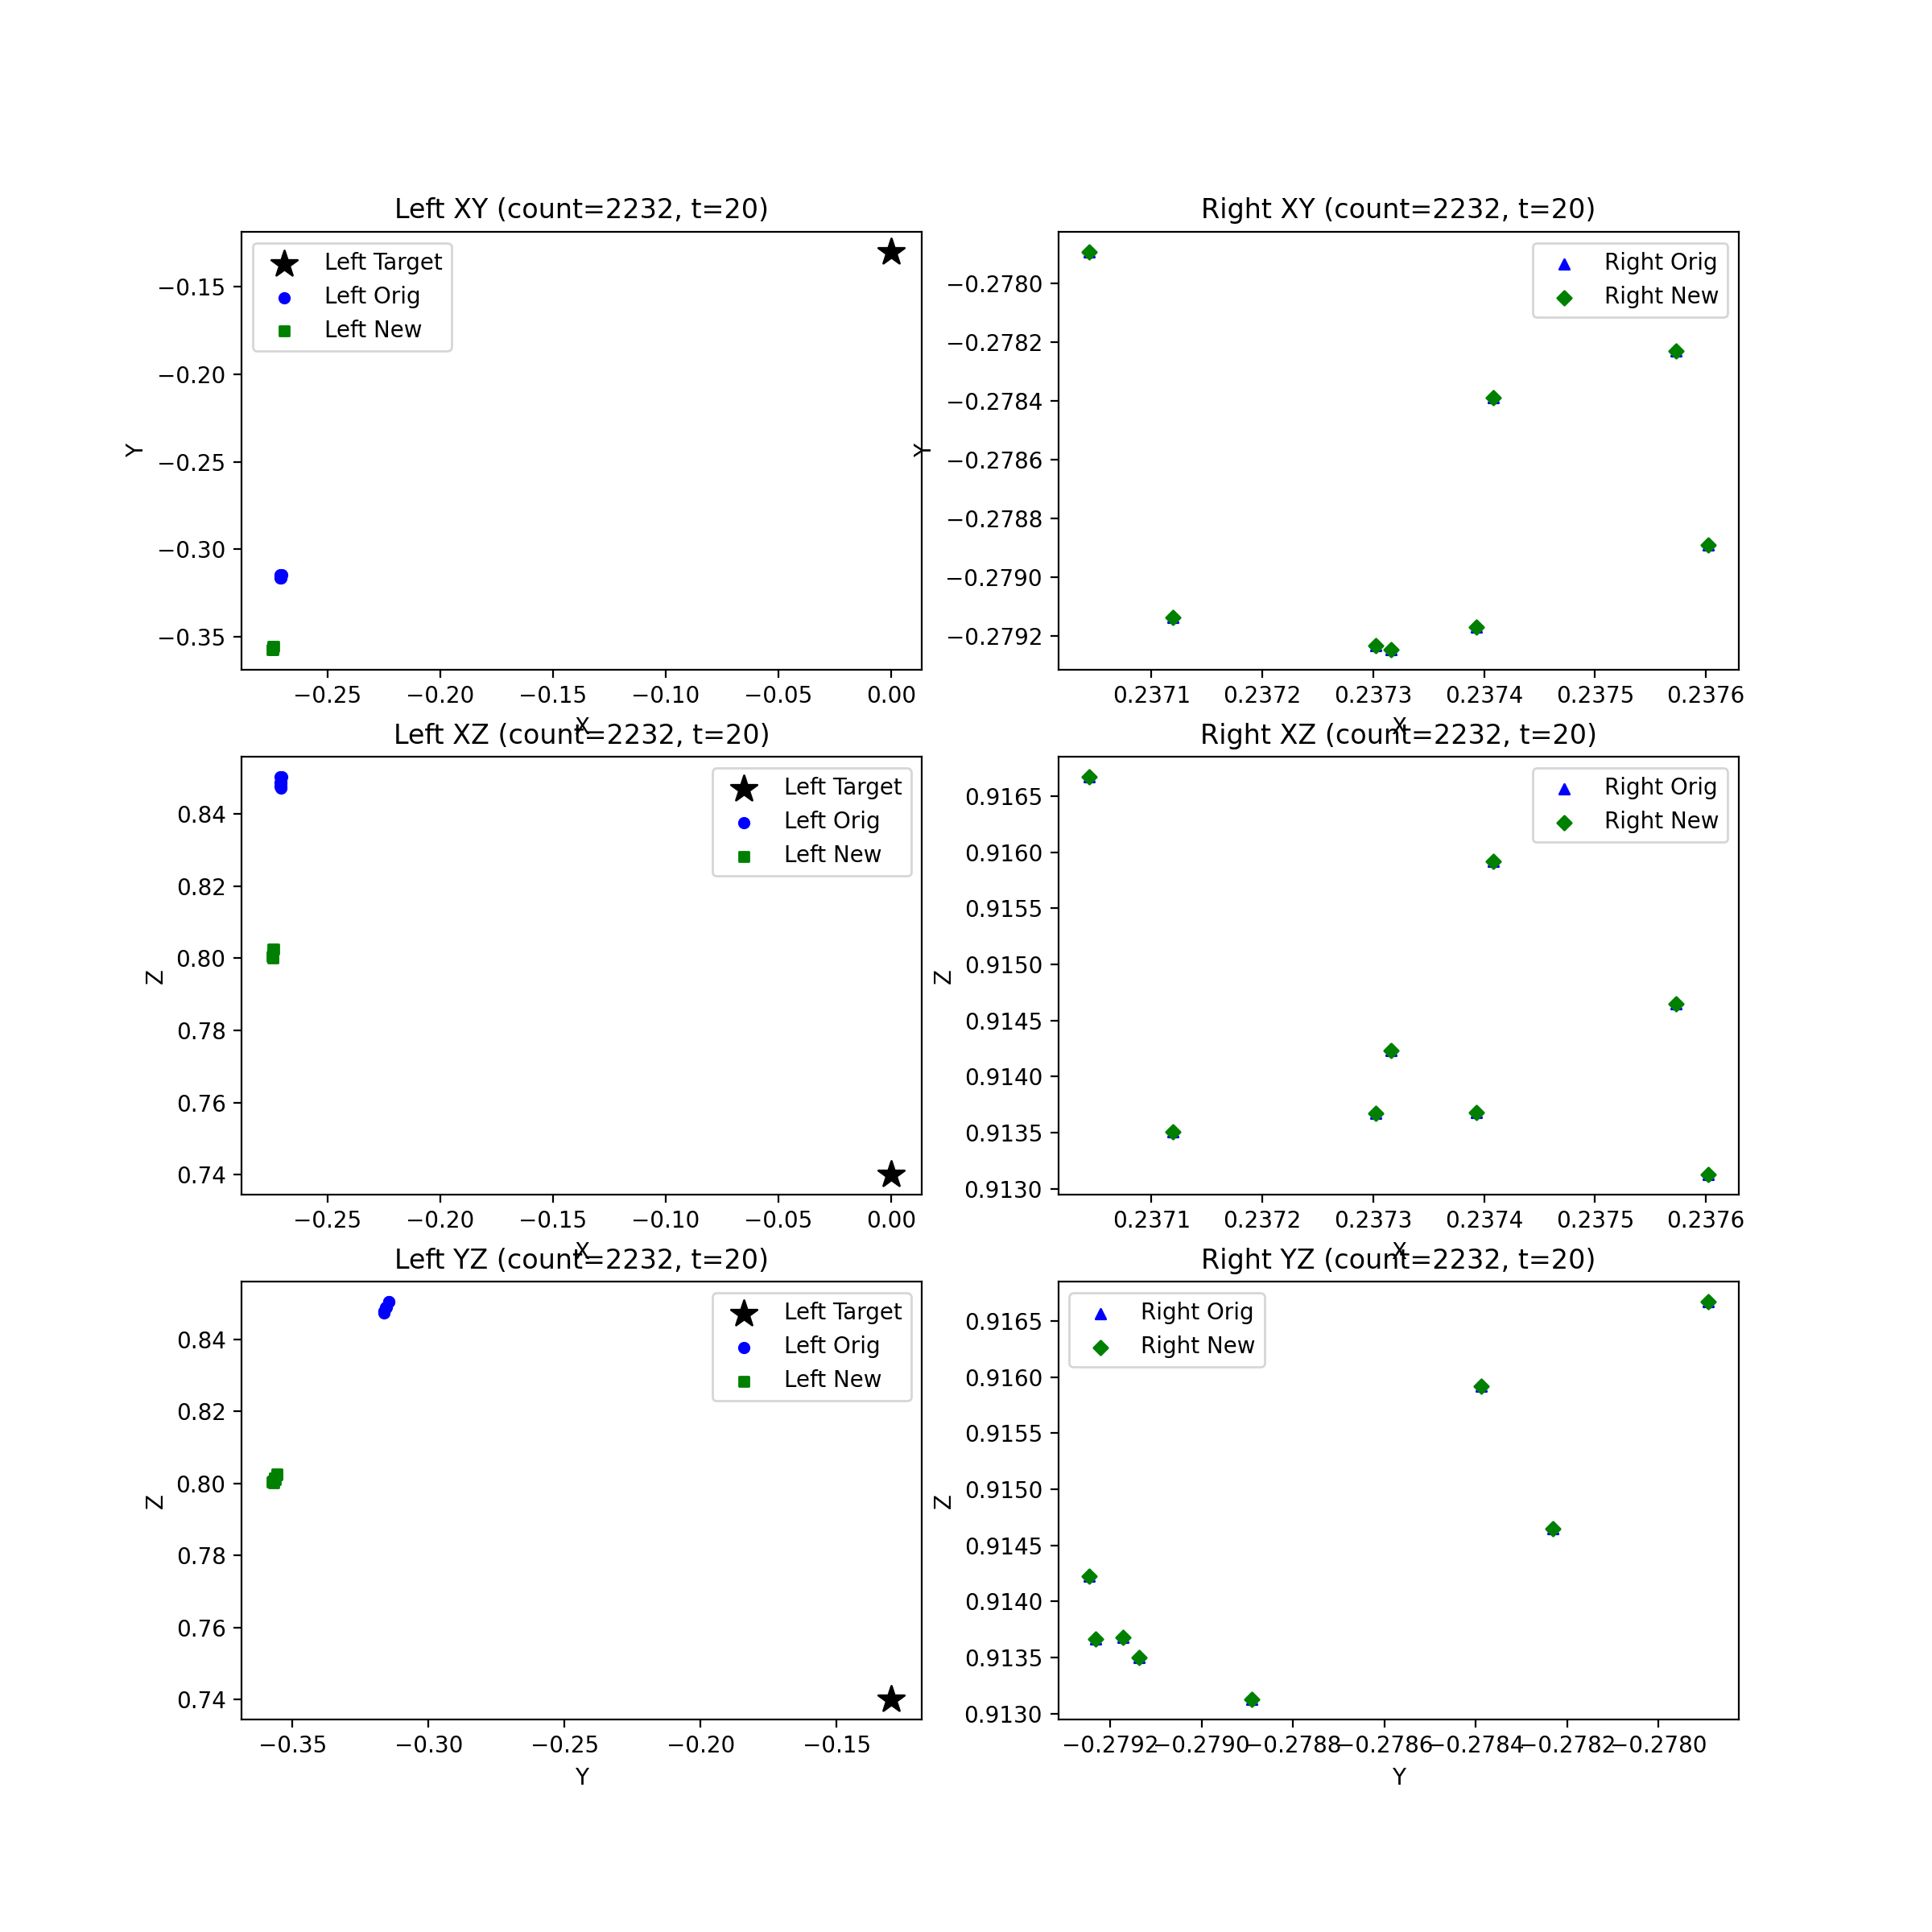 Left XY (count=2232, t=20)
Left Target
Left Orig
Left New
−0.15
−0.20
−0.25
−0.30
−0.35
Y
−0.25 −0.20 −0.15 −0.10 −0.05 0.00
X
Right XY (count=2232, t=20)
Right Orig
Right New
−0.2780
−0.2782
−0.2784
−0.2786
−0.2788
−0.2790
−0.2792
Y
0.2371 0.2372 0.2373 0.2374 0.2375 0.2376
X
Left XZ (count=2232, t=20)
Left Target
Left Orig
Left New
0.84
0.82
0.80
0.78
0.76
0.74
Z
−0.25 −0.20 −0.15 −0.10 −0.05 0.00
X
Right XZ (count=2232, t=20)
Right Orig
Right New
0.9165
0.9160
0.9155
0.9150
0.9145
0.9140
0.9135
0.9130
Z
0.2371 0.2372 0.2373 0.2374 0.2375 0.2376
X
Left YZ (count=2232, t=20)
Left Target
Left Orig
Left New
0.84
0.82
0.80
0.78
0.76
0.74
Z
−0.35 −0.30 −0.25 −0.20 −0.15
Y
Right YZ (count=2232, t=20)
Right Orig
Right New
0.9165
0.9160
0.9155
0.9150
0.9145
0.9140
0.9135
0.9130
Z
−0.2792 −0.2790 −0.2788 −0.2786 −0.2784 −0.2782 −0.2780
Y